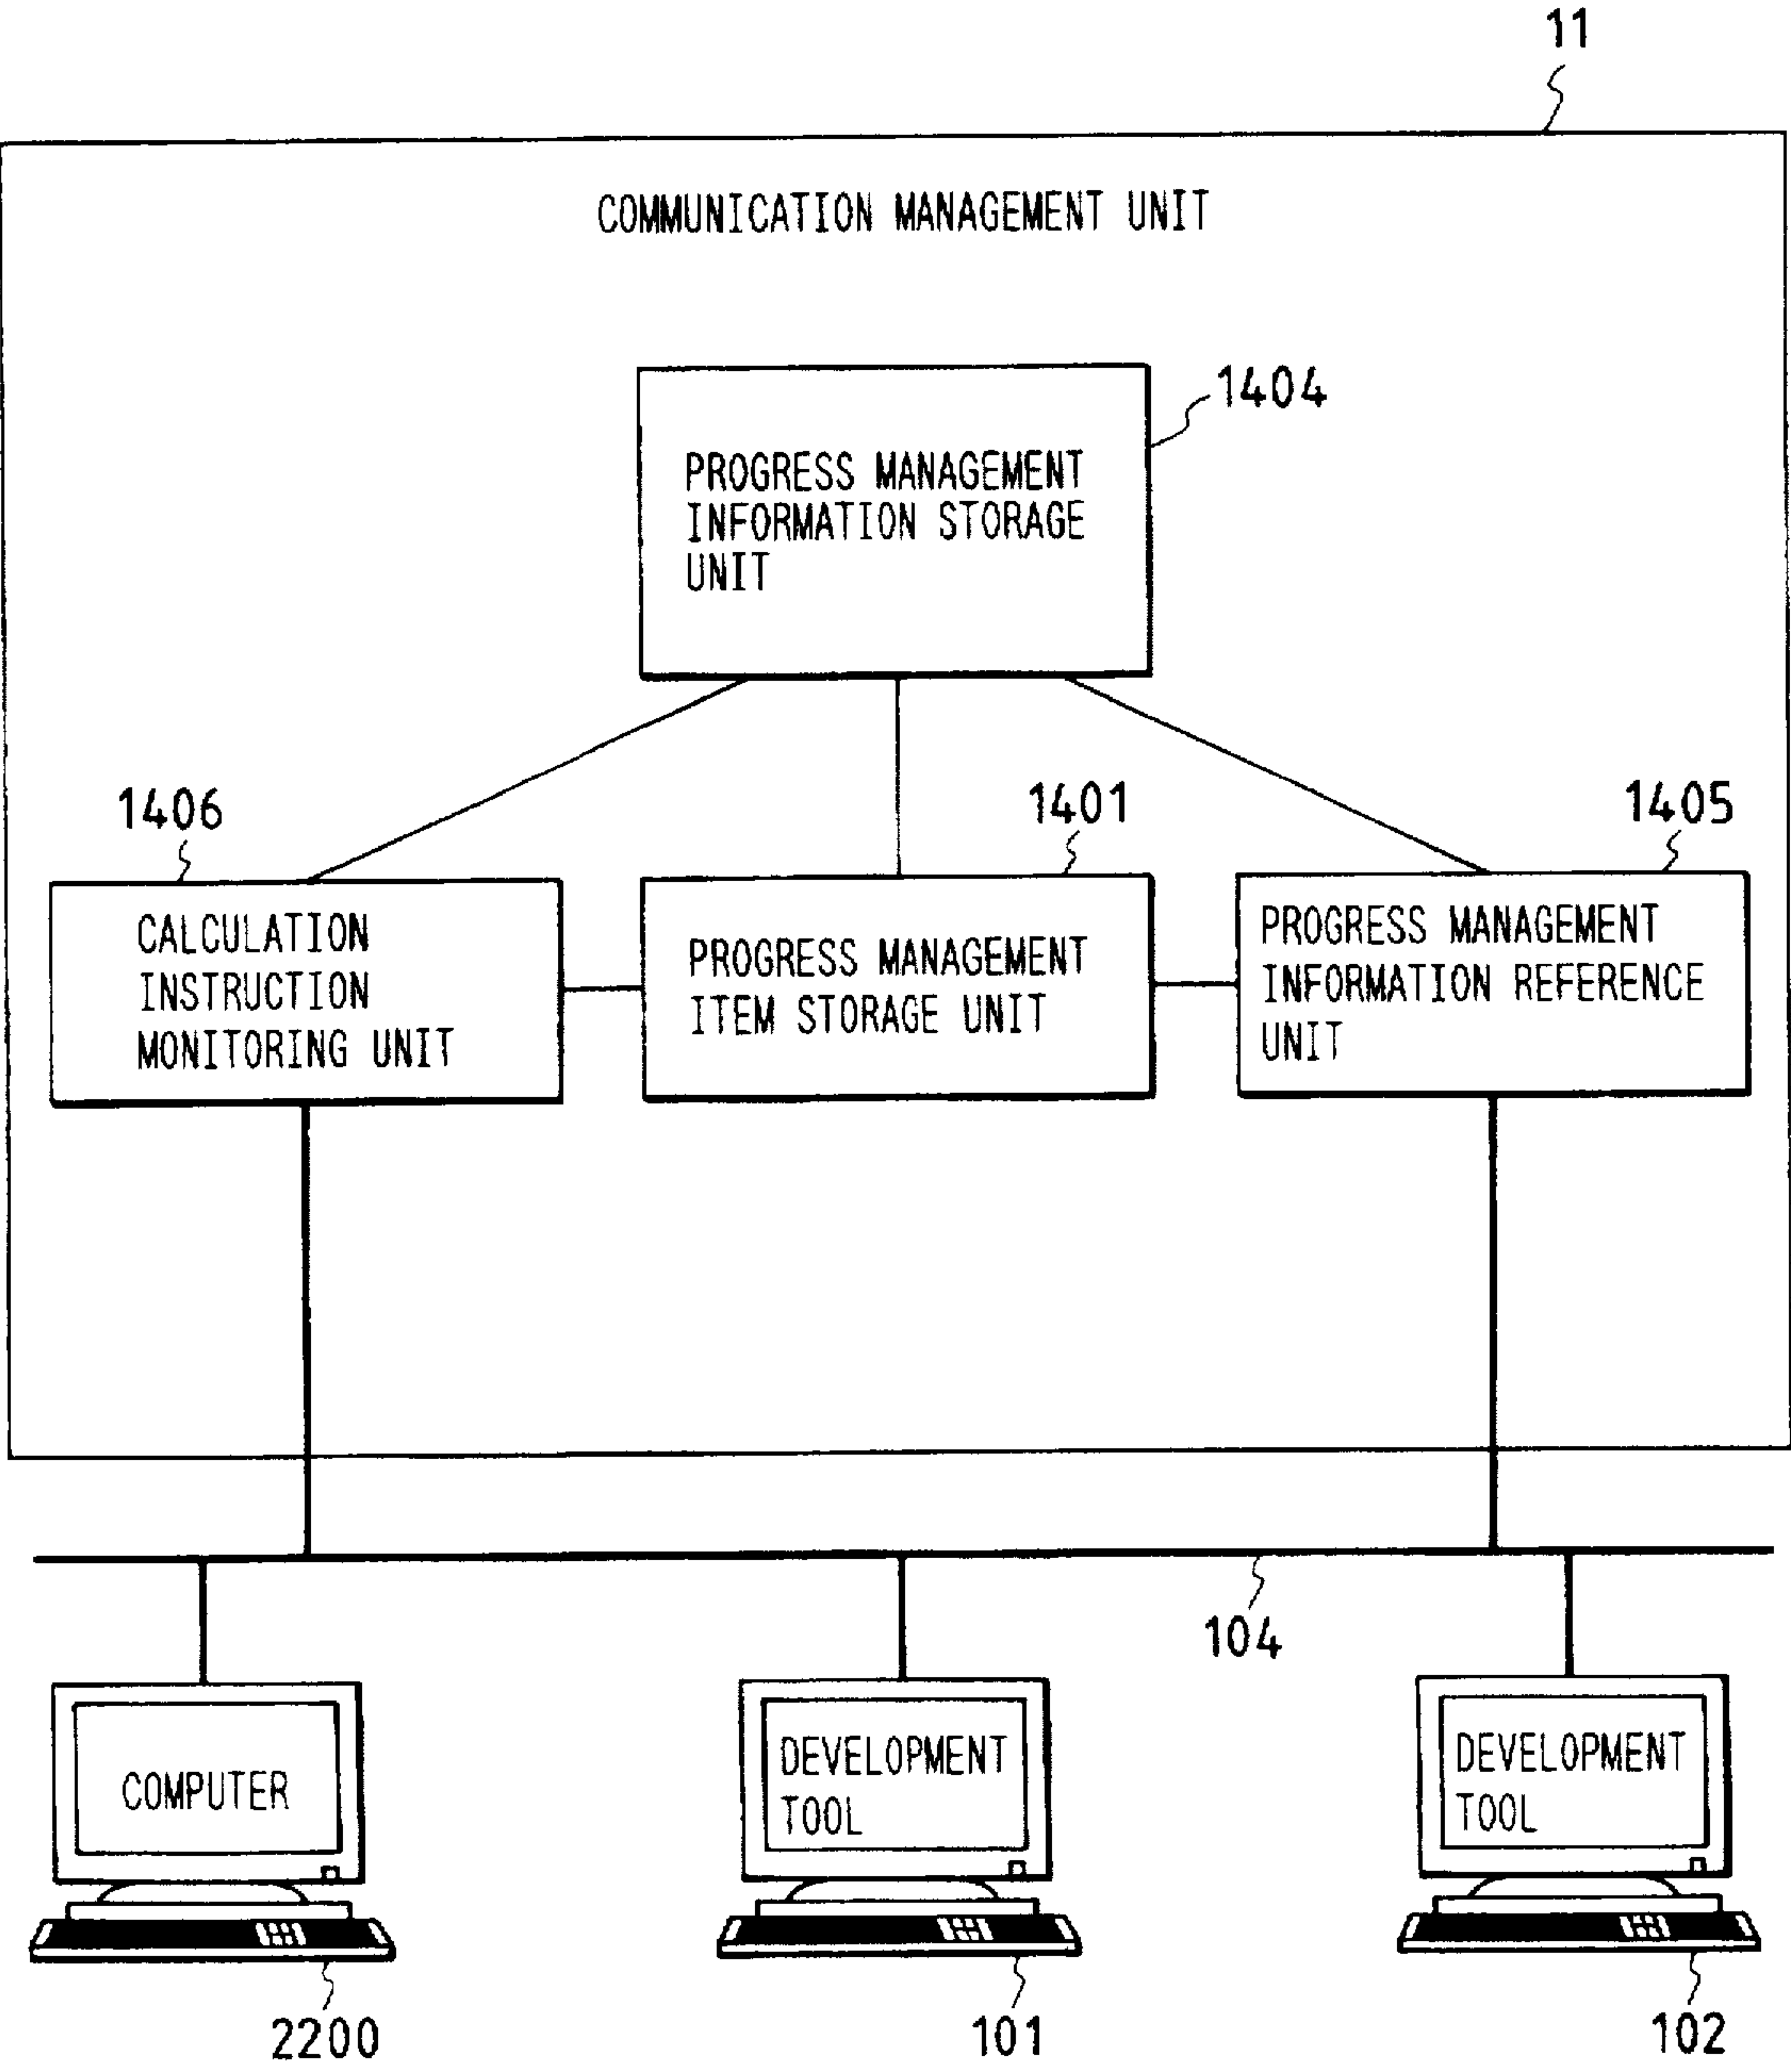 11
COMMUNICATION MANAGEMENT UNIT
1404
PROGRESS MANAGEMENT
INFORMATION STORAGE
UNIT
1406
1401
1405
CALCULATION
INSTRUCTION
MONITORING UNIT
PROGRESS MANAGEMENT
ITEM STORAGE UNIT
PROGRESS MANAGEMENT
INFORMATION REFERENCE
UNIT
104
COMPUTER
DEVELOPMENT
TOOL
DEVELOPMENT
TOOL
2200
101
102